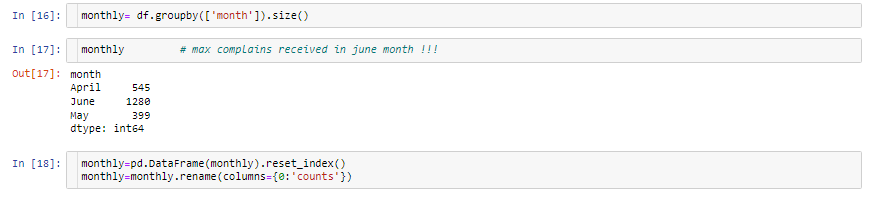 In [16]: monthly= df.groupby(['month']).size()
In [17]: monthly # max complains received in june month !!!
Out[17]: month
April 545
June 1280
May 399
dtype: int64
In [18]: monthly=pd.DataFrame(monthly).reset_index()
monthly=monthly.rename(columns={0:'counts'})